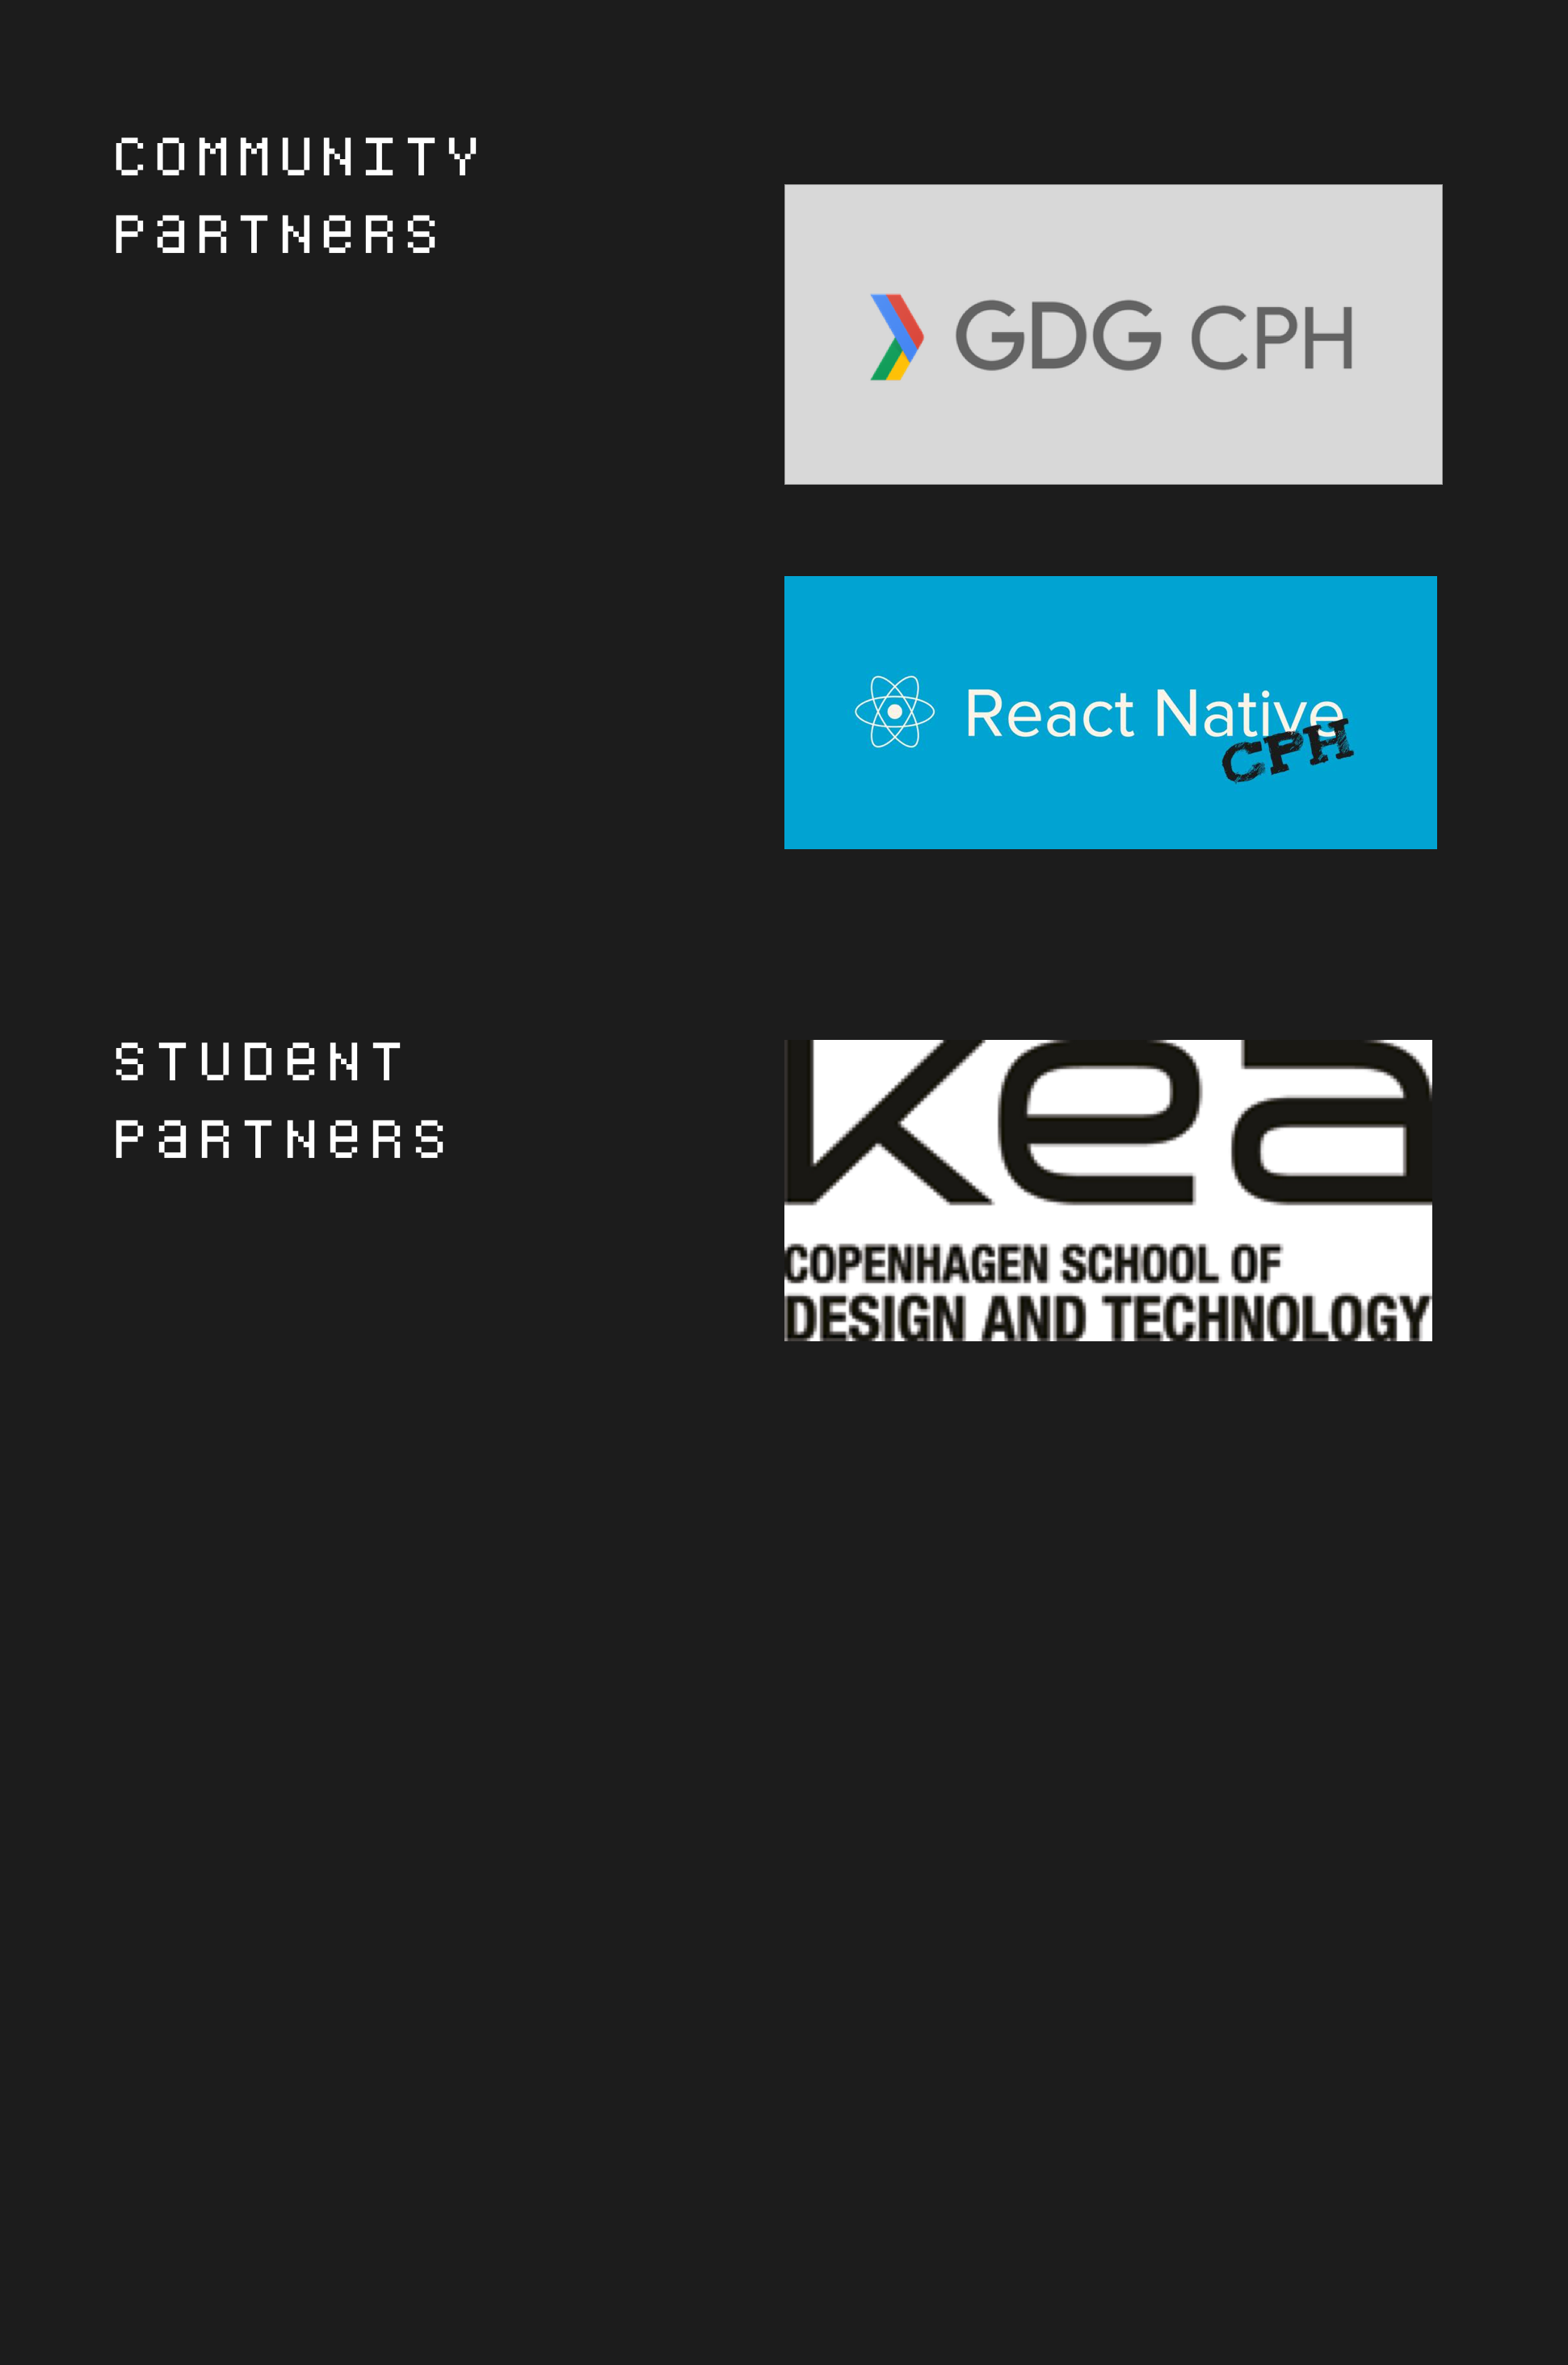 COMMUNITY
PaRTNeRS
GDG CPH
React Native
CPH
STUDeNT
PaRTNeRS
kea
COPENHAGEN SCHOOL OF
DESIGN AND TECHNOLOGY